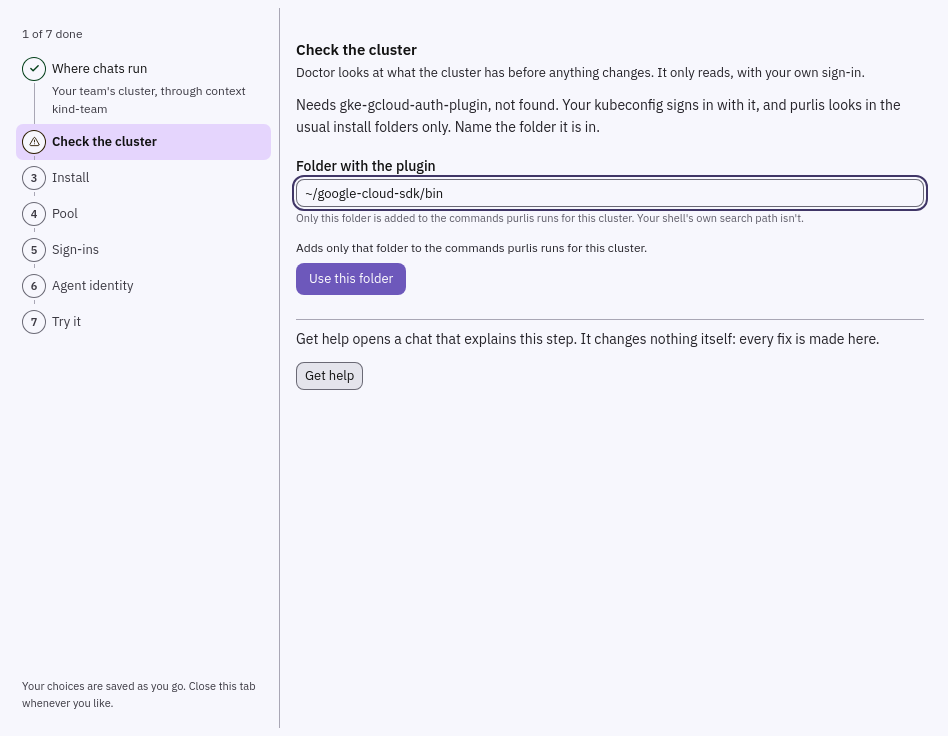 1 of 7 done
Where chats run
Your team's cluster, through context
kind-team
Check the cluster
3 Install
4 Pool
5 Sign-ins
6 Agent identity
7 Try it
Your choices are saved as you go. Close this tab
whenever you like.
Check the cluster
Doctor looks at what the cluster has before anything changes. It only reads, with your own sign-in.
Needs gke-gcloud-auth-plugin, not found. Your kubeconfig signs in with it, and purlis looks in the
usual install folders only. Name the folder it is in.
Folder with the plugin
~/google-cloud-sdk/bin
Only this folder is added to the commands purlis runs for this cluster. Your shell's own search path isn't.
Adds only that folder to the commands purlis runs for this cluster.
Use this folder
Get help opens a chat that explains this step. It changes nothing itself: every fix is made here.
Get help